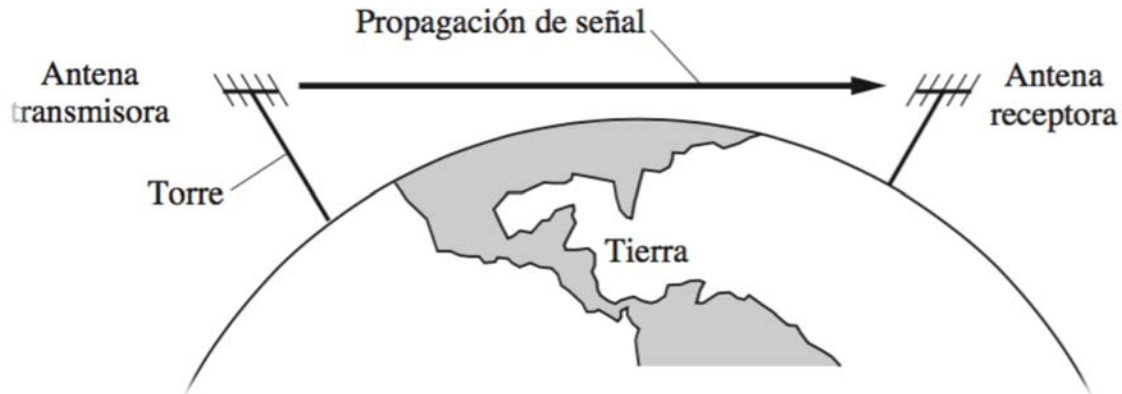 Propagación de señal
Antena
transmisora
Antena
receptora
Torre
Tierra